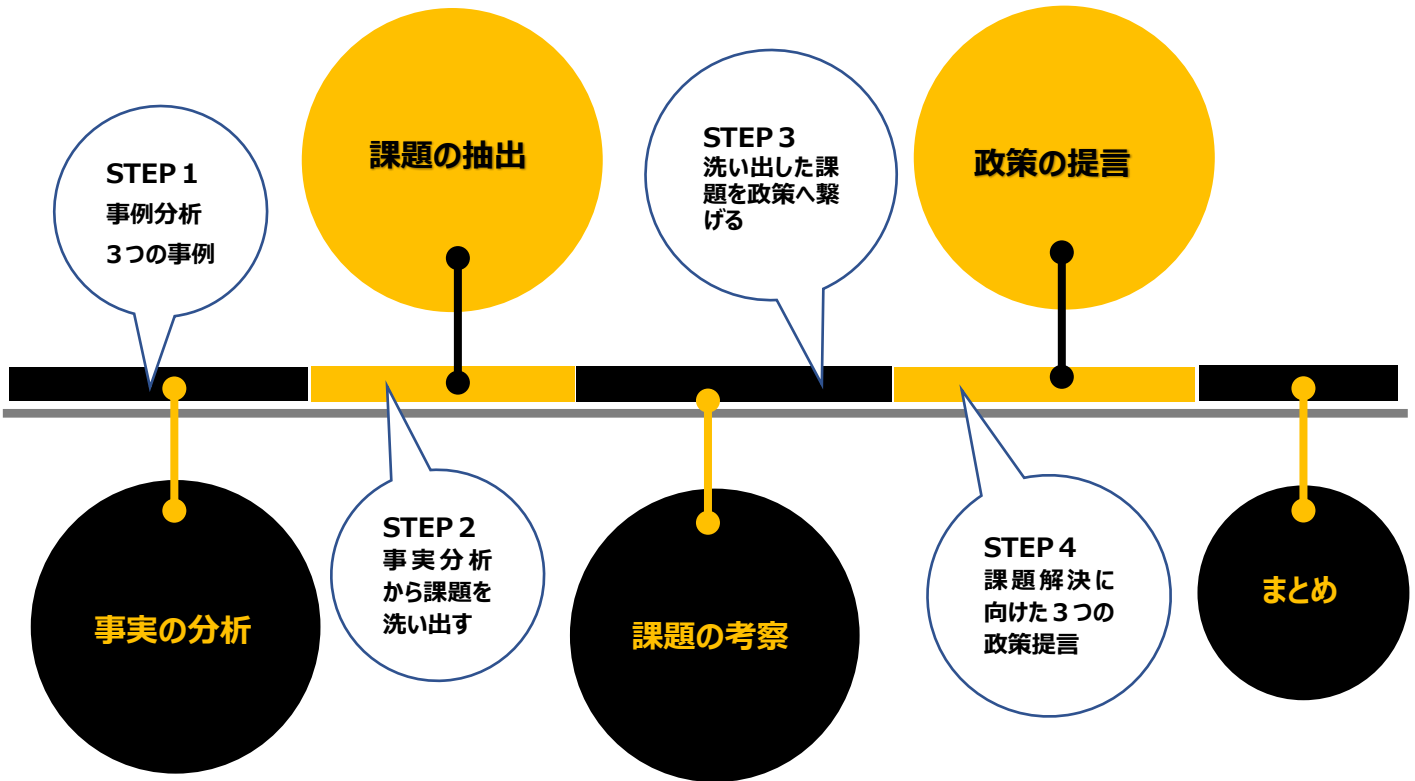 STEP１
事例分析
３つの事例
事実の分析
課題の抽出
STEP２
事実分析
から課題を
洗い出す
STEP３
洗い出した課
題を政策へ繋
げる
課題の考察
政策の提言
STEP４
課題解決に
向けた３つの
政策提言
まとめ